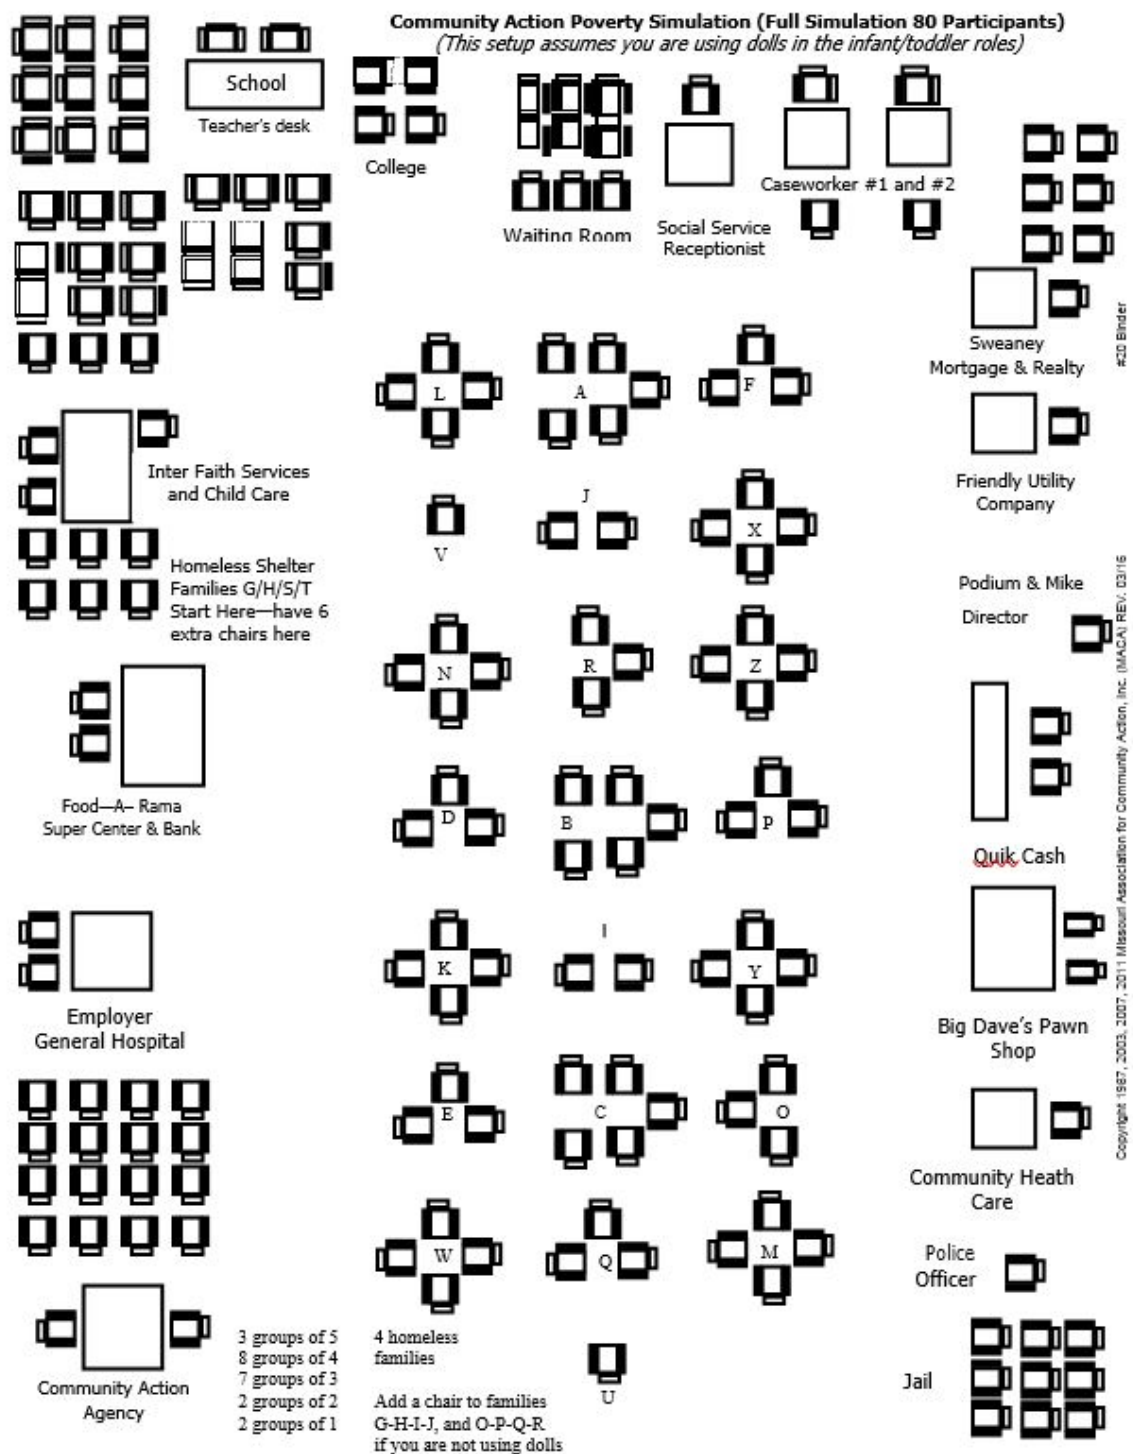 Community Action Poverty Simulation (Full Simulation 80 Participants)
(This setup assumes you are using dolls in the infant/toddler roles)
School
Teacher's desk
College
Waiting Room
Social Service
Receptionist
Caseworker #1 and #2
Sweaney
Mortgage & Realty
#20 Binder
L
A
F
Inter Faith Services
and Child Care
Friendly Utility
Company
V
J
X
Homeless Shelter
Families G/H/S/T
Start Here—have 6
extra chairs here
Podium & Mike
Director
N
R
Z
Food—A– Rama
Super Center & Bank
D
B
P
Quik Cash
K
I
Y
Employer
General Hospital
Big Dave's Pawn
Shop
E
C
O
Community Heath
Care
W
Q
M
Police
Officer
Community Action
Agency
3 groups of 5
8 groups of 4
7 groups of 3
2 groups of 2
2 groups of 1
4 homeless
families
Add a chair to families
G-H-I-J, and O-P-Q-R
if you are not using dolls
U
Jail
Copyright 1987, 2003, 2007, 2011 Missouri Association for Community Action, Inc. (MACA) REV. 03/16